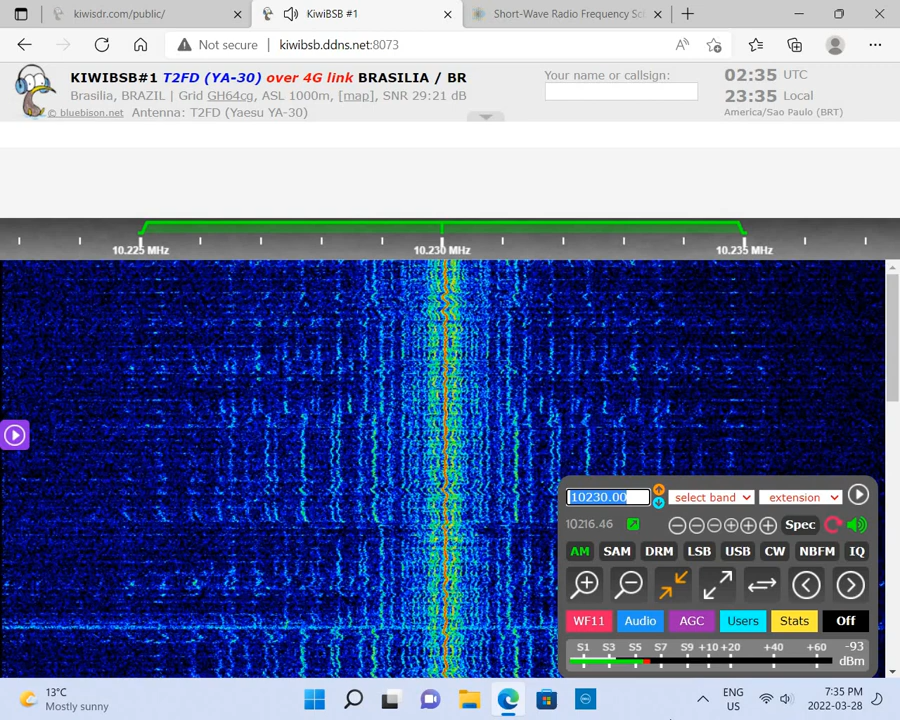 kiwisdr.com/public/
KiwiBSB #1
Short-Wave Radio Frequency Sc
Not secure
kiwibsb.ddns.net:8073
KIWIBSB#1 T2FD (YA-30) over 4G link BRASILIA / BR
Brasilia, BRAZIL | Grid GH64cg, ASL 1000m, [map], SNR 29:21 dB
© bluebison.net Antenna: T2FD (Yaesu YA-30)
Your name or callsign:
02:35 UTC
23:35 Local
America/Sao Paulo (BRT)
10.225 MHz 10.230 MHz 10.235 MHz
10230.00 select band extension
10216.46 Spec
AM SAM DRM LSB USB CW NBFM IQ
WF11 Audio AGC Users Stats Off
S1 S3 S5 S7 S9 +10 +20 +40 +60 -93
dBm
13°C
Mostly sunny
ENG
US
7:35 PM
2022-03-28